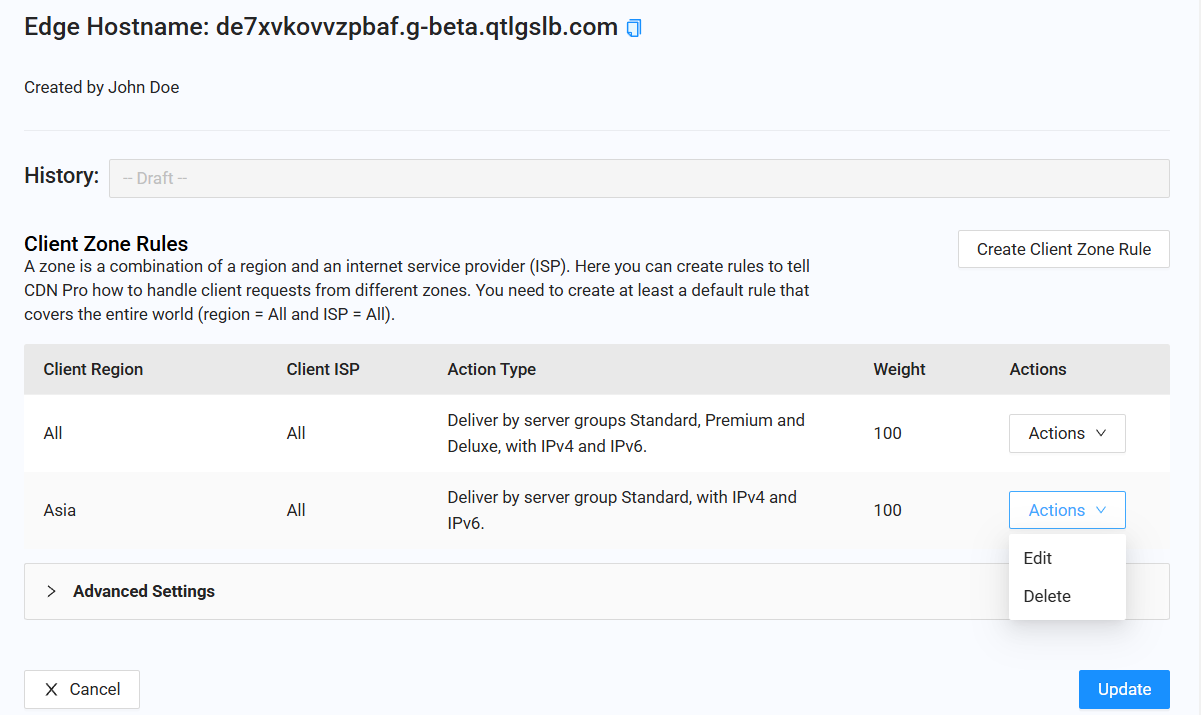 Edge Hostname: de7xvkovvzpbaf.g-beta.qtlgslb.com
Created by John Doe
History:
-- Draft --
Client Zone Rules
Create Client Zone Rule
A zone is a combination of a region and an internet service provider (ISP). Here you can create rules to tell
CDN Pro how to handle client requests from different zones. You need to create at least a default rule that
covers the entire world (region = All and ISP = All).
Client Region Client ISP Action Type Weight Actions
All All Deliver by server groups Standard, Premium and
Deluxe, with IPv4 and IPv6. 100 Actions
Asia All Deliver by server group Standard, with IPv4 and
IPv6. 100 Actions
Edit
Delete
Advanced Settings
Cancel
Update